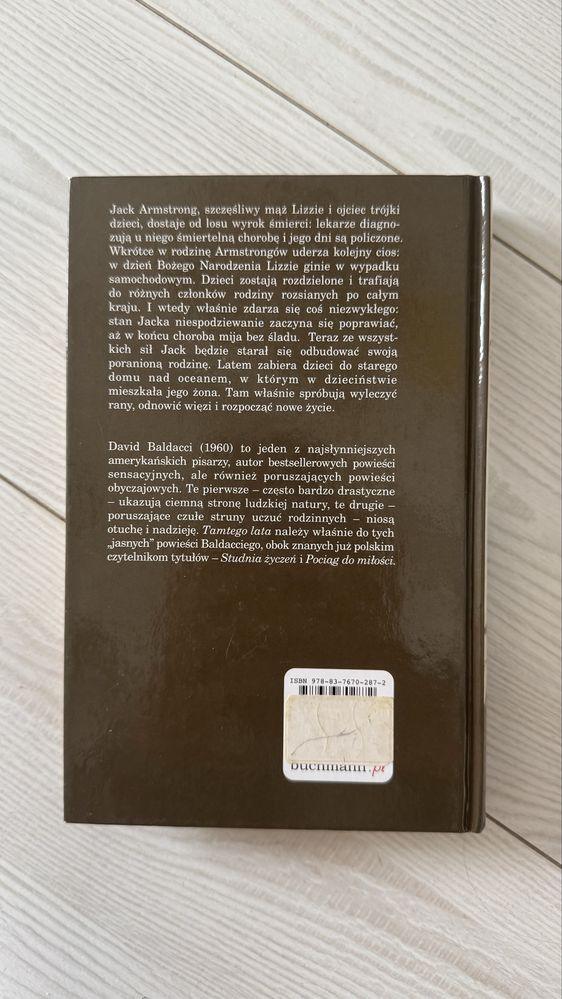 Jack Armstrong, szczęśliwy mąż Lizzie i ojciec trójki
dzieci, dostaje od losu wyrok śmierci: lekarze diagno-
zują u niego śmiertelną chorobę i jego dni są policzone.
Wkrótce w rodzinę Armstrongów uderza kolejny cios:
w dzień Bożego Narodzenia Lizzie ginie w wypadku
samochodowym. Dzieci zostają rozdzielone i trafiają
do różnych członków rodziny rozsianych po całym
kraju. I wtedy właśnie zdarza się coś niezwykłego:
stan Jacka niespodziewanie zaczyna się poprawiać,
aż w końcu choroba mija bez śladu. Teraz ze wszyst-
kich sił Jack będzie starał się odbudować swoją
poranioną rodzinę. Latem zabiera dzieci do starego
domu nad oceanem, w którym w dzieciństwie
mieszkała jego żona. Tam właśnie spróbują wyleczyć
rany, odnowić więzi i rozpocząć nowe życie.
David Baldacci (1960) to jeden z najsłynniejszych
amerykańskich pisarzy, autor bestsellerowych powieści
sensacyjnych, ale również poruszających powieści
obyczajowych. Te pierwsze – często bardzo drastyczne
– ukazują ciemną stronę ludzkiej natury, te drugie –
poruszające czułe struny uczuć rodzinnych – niosą
otuchę i nadzieję. Tamtego lata należy właśnie do tych
„jasnych” powieści Baldacciego, obok znanych już polskim
czytelnikom tytułów – Studnia życzeń i Pociąg do miłości.
ISBN 978-83-7670-287-2
buchmann.pl